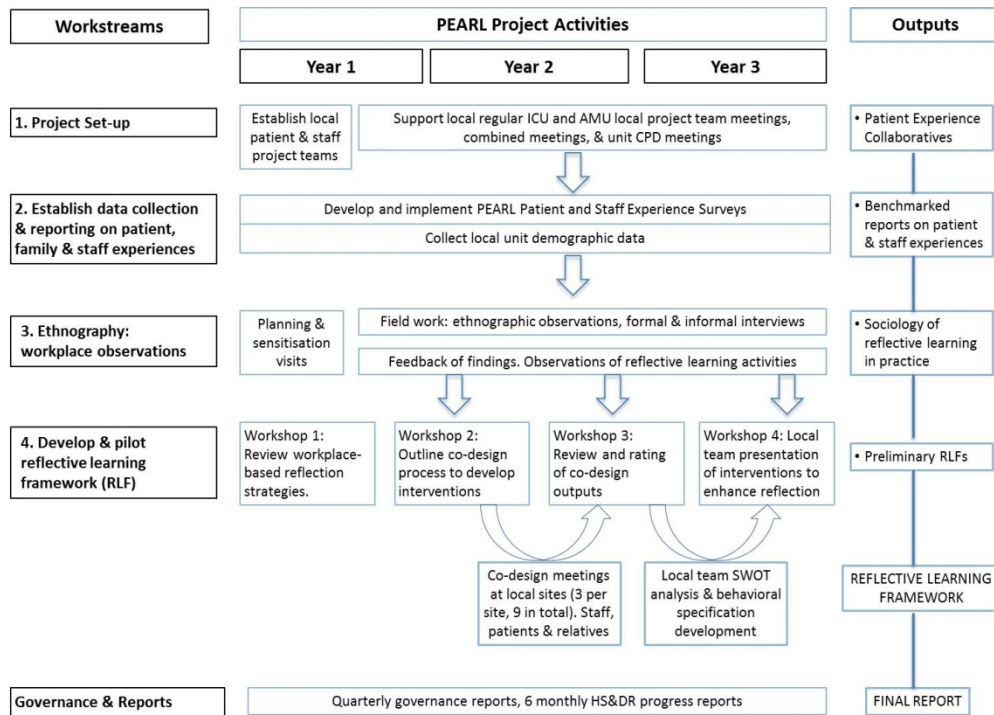 Workstreams
PEARL Project Activities
Outputs
Year 1
Year 2
Year 3
1. Project Set-up
Establish local
patient & staff
project teams
Support local regular ICU and AMU local project team meetings,
combined meetings, & unit CPD meetings
• Patient Experience
Collaboratives
2. Establish data collection
& reporting on patient,
family & staff experiences
Develop and implement PEARL Patient and Staff Experience Surveys
Collect local unit demographic data
• Benchmarked
reports on patient
& staff experiences
3. Ethnography:
workplace observations
Planning &
sensitisation
visits
Field work: ethnographic observations, formal & informal interviews
Feedback of findings. Observations of reflective learning activities
• Sociology of
reflective learning
in practice
4. Develop & pilot
reflective learning
framework (RLF)
Workshop 1:
Review workplace-
based reflection
strategies.
Workshop 2:
Outline co-design
process to develop
interventions
Workshop 3:
Review and rating
of co-design
outputs
Workshop 4: Local
team presentation
of interventions to
enhance reflection
• Preliminary RLFs
Co-design meetings
at local sites (3 per
site, 9 in total). Staff,
patients & relatives
Local team SWOT
analysis & behavioral
specification
development
REFLECTIVE LEARNING
FRAMEWORK
Governance & Reports
Quarterly governance reports, 6 monthly HS&DR progress reports
FINAL REPORT